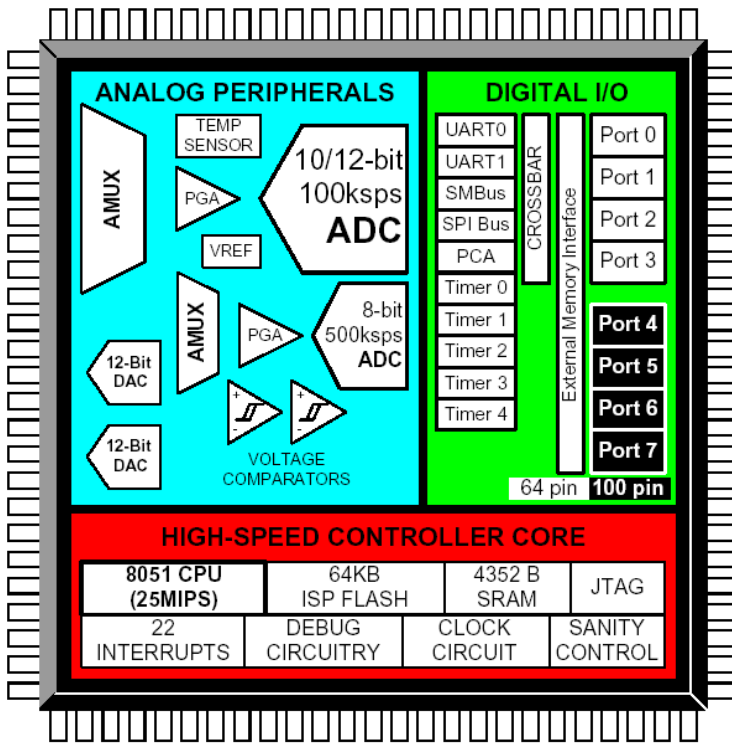 ANALOG PERIPHERALS
AMUX
TEMP
SENSOR
PGA
VREF
10/12-bit
100ksps
ADC
AMUX
PGA
8-bit
500ksps
ADC
12-Bit
DAC
12-Bit
DAC
+
-
+
-
VOLTAGE
COMPARATORS
DIGITAL I/O
UART0
UART1
SMBus
SPI Bus
PCA
Timer 0
Timer 1
Timer 2
Timer 3
Timer 4
CROSSBAR
External Memory Interface
Port 0
Port 1
Port 2
Port 3
Port 4
Port 5
Port 6
Port 7
64 pin 100 pin
HIGH-SPEED CONTROLLER CORE
8051 CPU
(25MIPS)
64KB
ISP FLASH
4352 B
SRAM
JTAG
22
INTERRUPTS
DEBUG
CIRCUITRY
CLOCK
CIRCUIT
SANITY
CONTROL